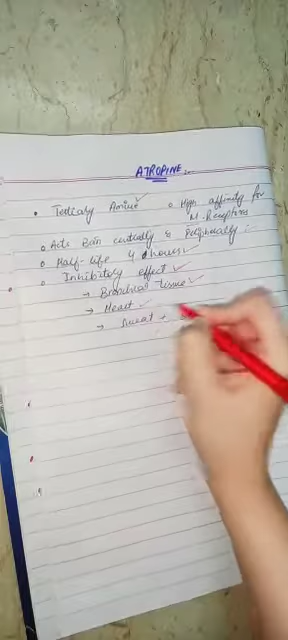 ATROPINE
• Tertiary Amine ✓ • High affinity for
M. Receptors
• Acts Both centrally & Peripherally
• Half-life 4 hours ✓
• Inhibitory effect ✓
→ Bronchial tissue ✓
→ Heart ✓
→ Sweat +